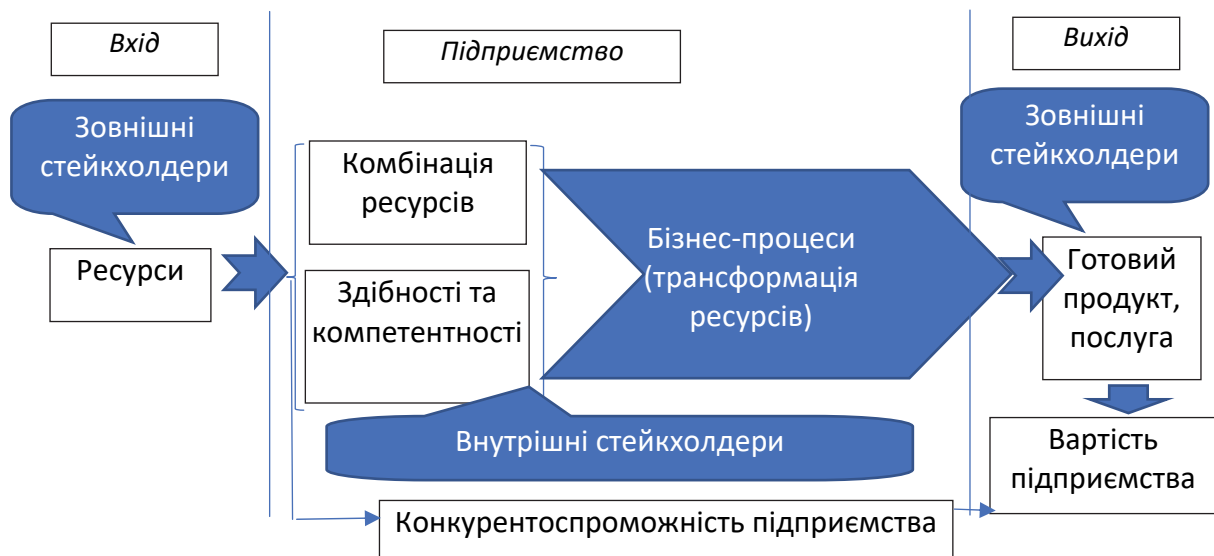 Вхід
Підприємство
Вихід
Зовнішні
стейкхолдери
Ресурси
Комбінація
ресурсів
Здібності та
компетентності
Бізнес-процеси
(трансформація
ресурсів)
Внутрішні стейкхолдери
Зовнішні
стейкхолдери
Готовий
продукт,
послуга
Вартість
підприємства
Конкурентоспроможність підприємства